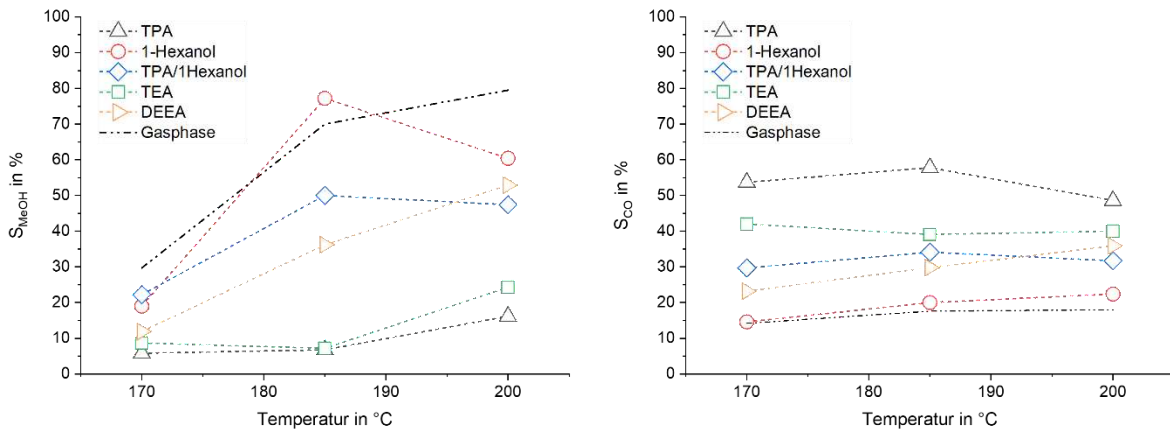 100
90
80
70
60
50
40
30
20
10
0
S_MeOH in %
TPA
1-Hexanol
TPA/1Hexanol
TEA
DEEA
Gasphase
170
180
190
200
Temperatur in °C
100
90
80
70
60
50
40
30
20
10
0
S_CO in %
TPA
1-Hexanol
TPA/1Hexanol
TEA
DEEA
Gasphase
170
180
190
200
Temperatur in °C